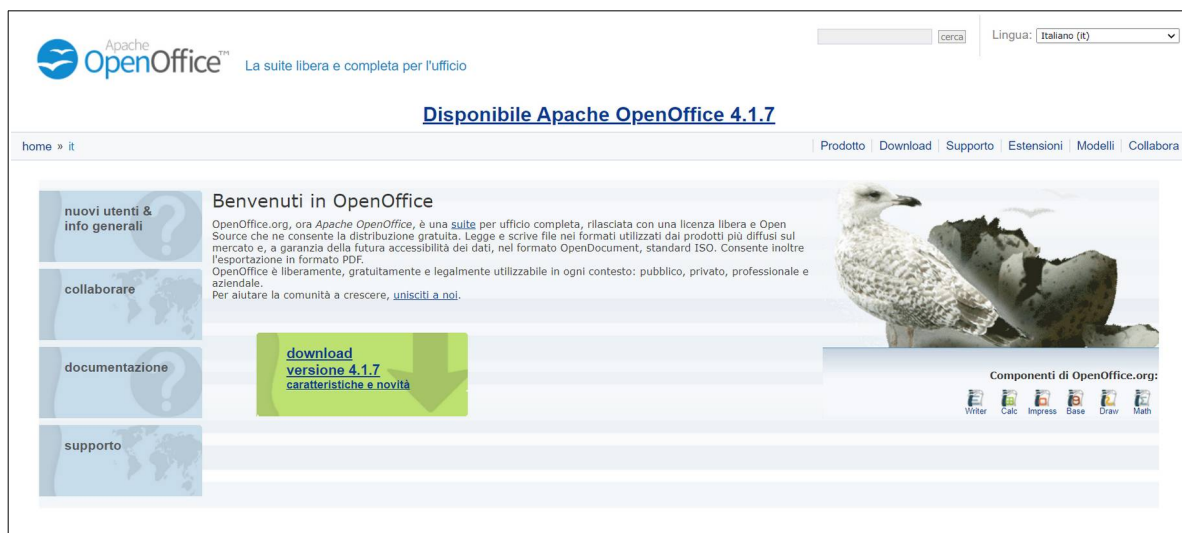 Apache
OpenOffice™
La suite libera e completa per l'ufficio
cerca
Lingua: Italiano (it)
Disponibile Apache OpenOffice 4.1.7
home » it
Prodotto Download Supporto Estensioni Modelli Collabora
nuovi utenti &
info generali
collaborare
documentazione
supporto
Benvenuti in OpenOffice
OpenOffice.org, ora Apache OpenOffice, è una suite per ufficio completa, rilasciata con una licenza libera e Open
Source che ne consente la distribuzione gratuita. Legge e scrive file nei formati utilizzati dai prodotti più diffusi sul
mercato e, a garanzia della futura accessibilità dei dati, nel formato OpenDocument, standard ISO. Consente inoltre
l'esportazione in formato PDF.
OpenOffice è liberamente, gratuitamente e legalmente utilizzabile in ogni contesto: pubblico, privato, professionale e
aziendale.
Per aiutare la comunità a crescere, unisciti a noi.
download
versione 4.1.7
caratteristiche e novità
Componenti di OpenOffice.org:
Writer Calc Impress Base Draw Math